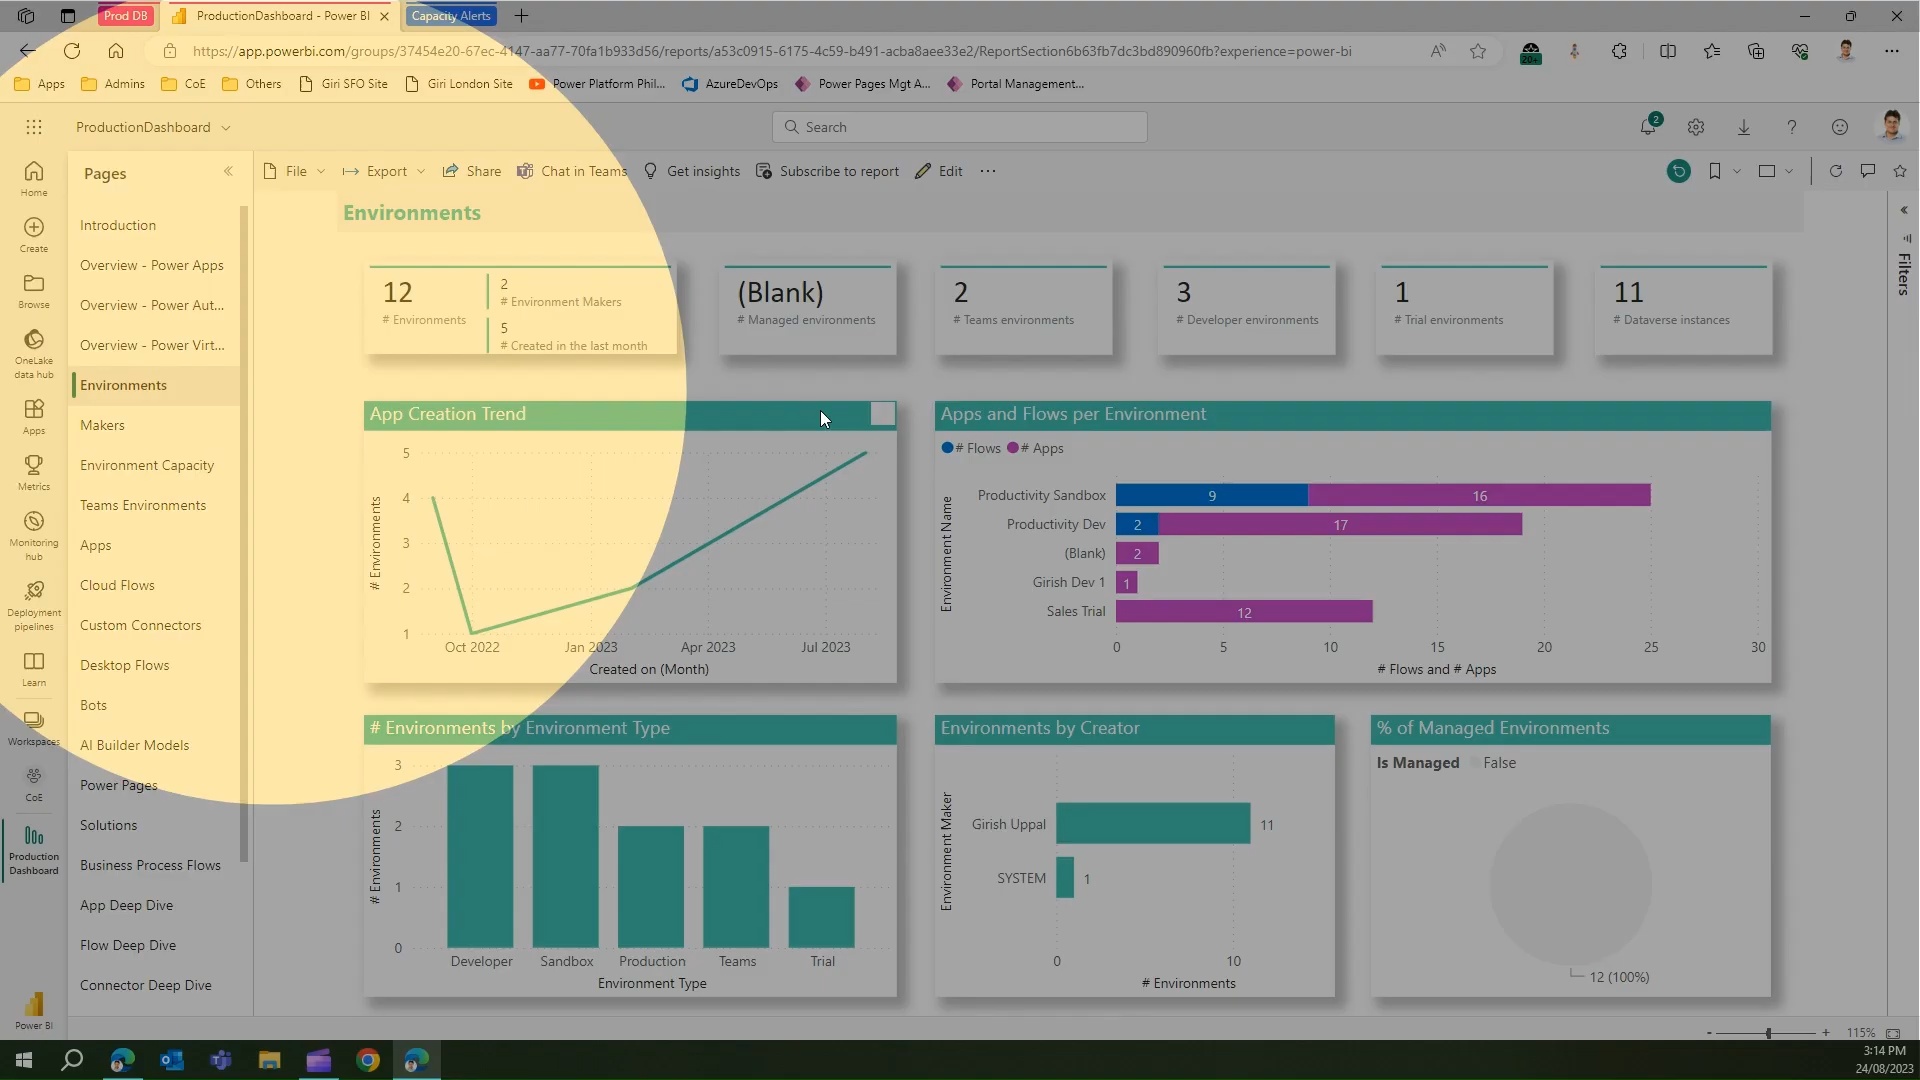 Prod DB
ProductionDashboard - Power BI
Capacity Alerts
https://app.powerbi.com/groups/37454e20-67ec-4147-aa77-70fa1b933d56/reports/a53c0915-6175-4c59-b491-acba8aee33e2/ReportSection6b63fb7dc3bd890960fb?experience=power-bi
20+
Apps
Admins
CoE
Others
Giri SFO Site
Giri London Site
Power Platform Phil...
AzureDevOps
Power Pages Mgt A...
Portal Management...
ProductionDashboard
Search
2
Home
Create
Browse
OneLake
data hub
Apps
Metrics
Monitoring
hub
Deployment
pipelines
Learn
Workspaces
CoE
Production
Dashboard
Power BI
Pages
Introduction
Overview - Power Apps
Overview - Power Aut...
Overview - Power Virt...
Environments
Makers
Environment Capacity
Teams Environments
Apps
Cloud Flows
Custom Connectors
Desktop Flows
Bots
AI Builder Models
Power Pages
Solutions
Business Process Flows
App Deep Dive
Flow Deep Dive
Connector Deep Dive
File
Export
Share
Chat in Teams
Get insights
Subscribe to report
Edit
Filters
Environments
12
# Environments
2
# Environment Makers
5
# Created in the last month
(Blank)
# Managed environments
2
# Teams environments
3
# Developer environments
1
# Trial environments
11
# Dataverse instances
App Creation Trend
# Environments
5
4
3
2
1
Oct 2022
Jan 2023
Apr 2023
Jul 2023
Created on (Month)
Apps and Flows per Environment
# Flows
# Apps
Environment Name
Productivity Sandbox
9
16
Productivity Dev
2
17
(Blank)
2
Girish Dev 1
1
Sales Trial
12
0
5
10
15
20
25
30
# Flows and # Apps
# Environments by Environment Type
# Environments
3
2
1
0
Developer
Sandbox
Production
Teams
Trial
Environment Type
Environments by Creator
Environment Maker
Girish Uppal
11
SYSTEM
1
0
10
# Environments
% of Managed Environments
Is Managed
False
12 (100%)
- + 115%
3:14 PM
24/08/2023